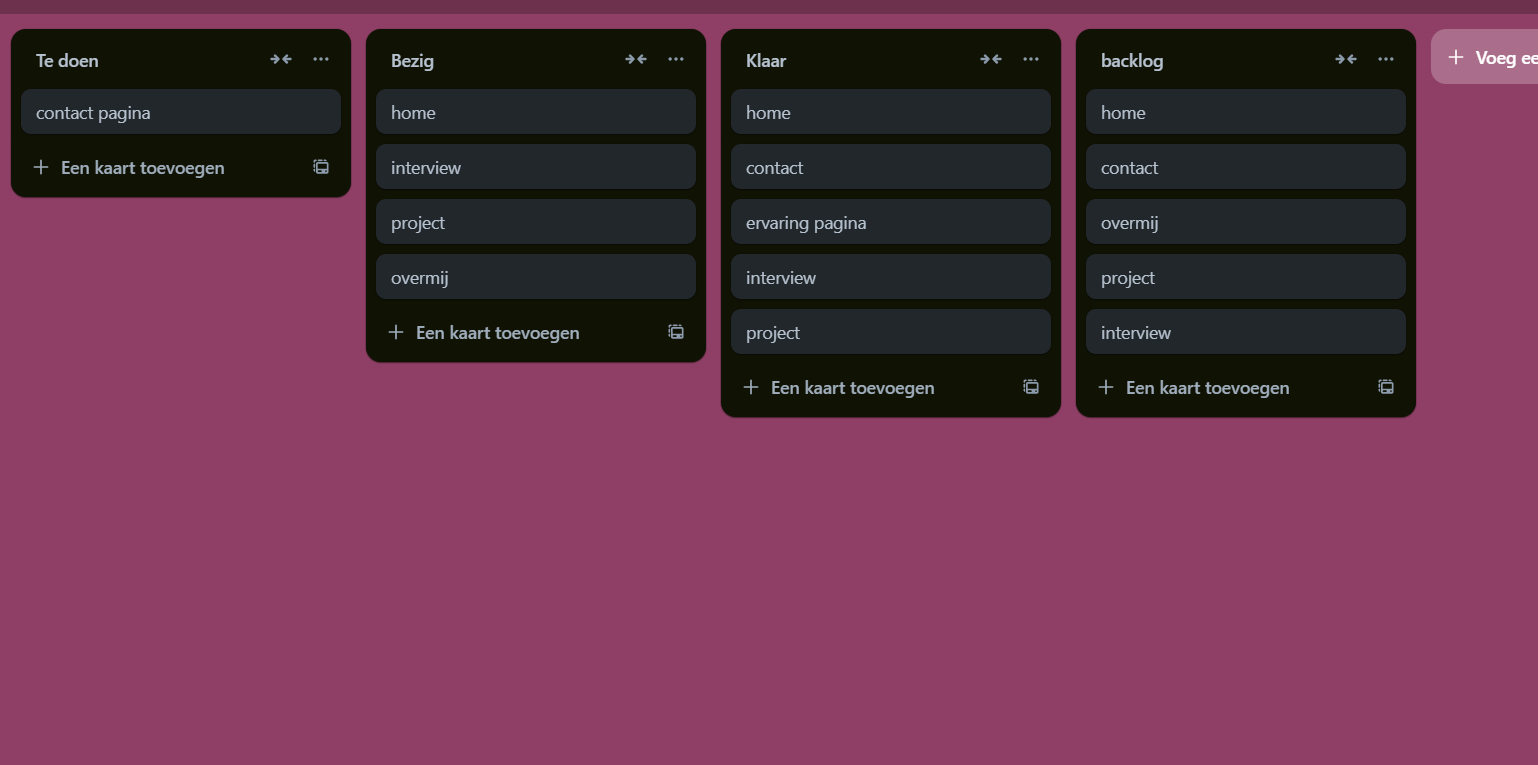 Te doen
contact pagina
Een kaart toevoegen
Bezig
home
interview
project
overmij
Een kaart toevoegen
Klaar
home
contact
ervaring pagina
interview
project
Een kaart toevoegen
backlog
home
contact
overmij
project
interview
Een kaart toevoegen
Voeg ee